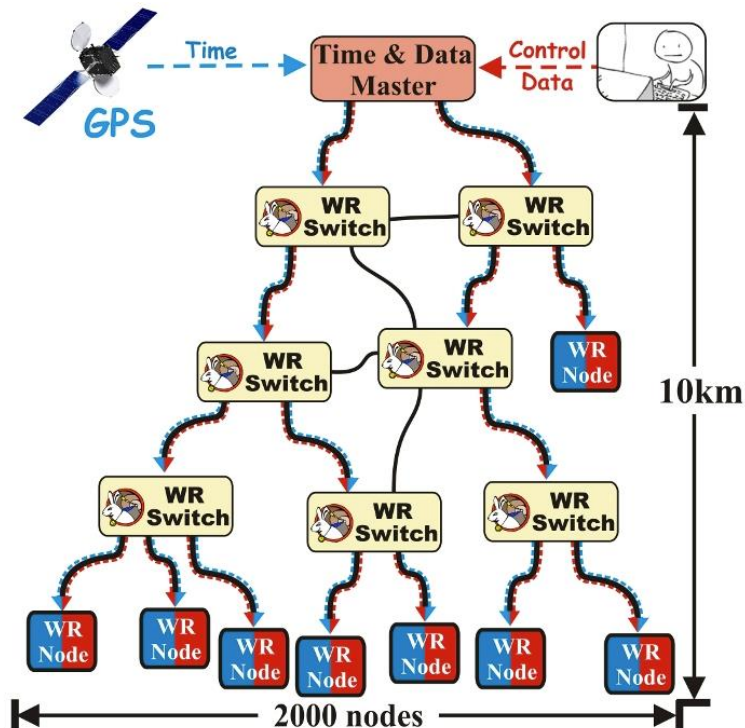 Time
Time & Data
Master
Control
Data
GPS
WR
Switch
WR
Switch
WR
Switch
WR
Switch
WR
Node
10km
WR
Switch
WR
Switch
WR
Switch
WR
Node
WR
Node
WR
Node
WR
Node
WR
Node
WR
Node
WR
Node
2000 nodes